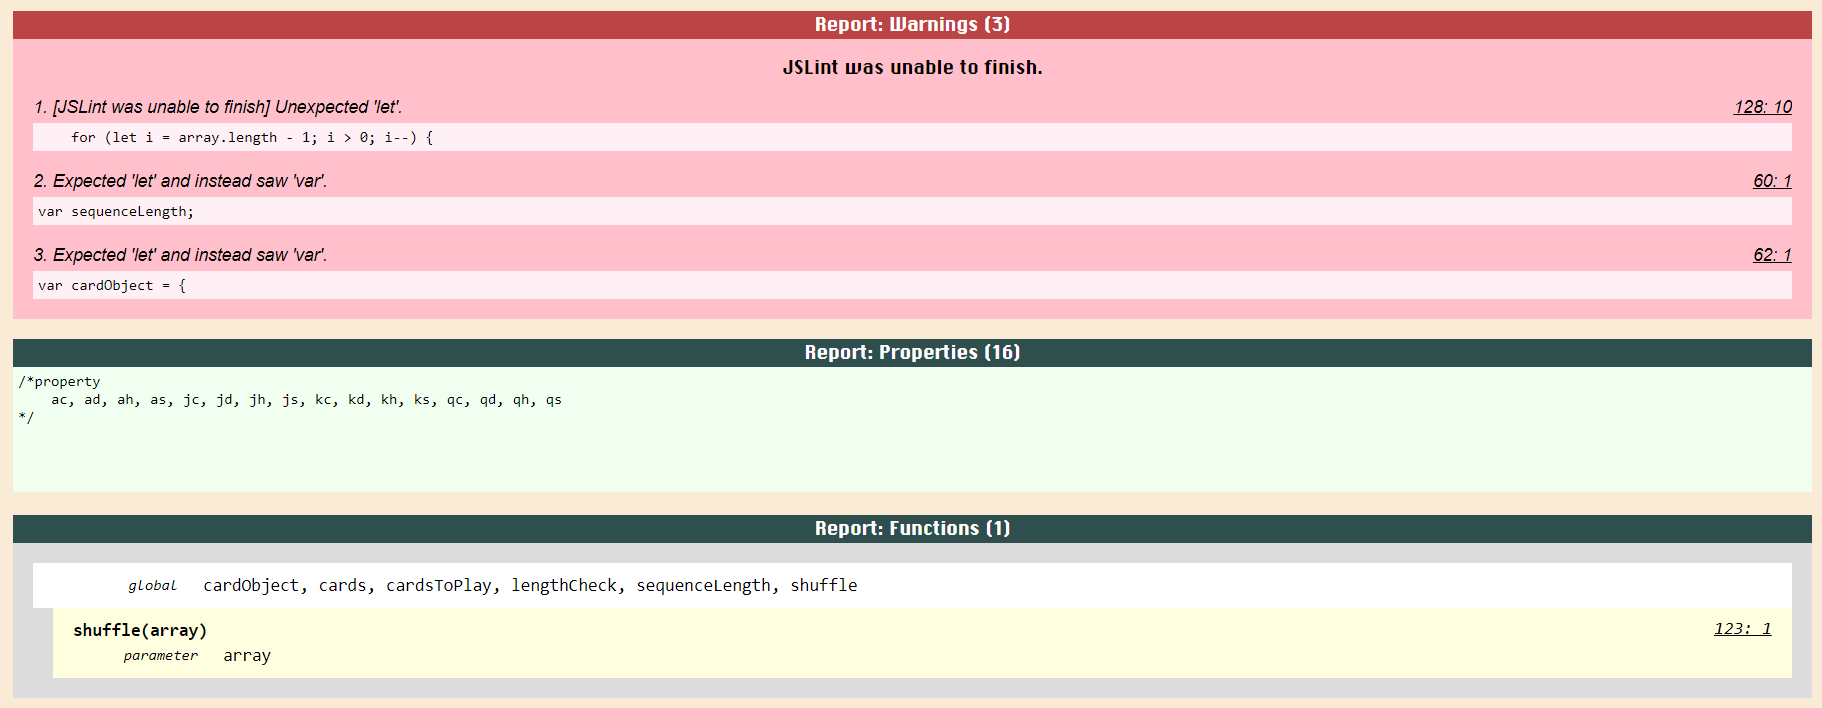 Report: Warnings (3)
JSLint was unable to finish.
1. [JSLint was unable to finish] Unexpected 'let'. 128: 10
for (let i = array.length - 1; i > 0; i--) {
2. Expected 'let' and instead saw 'var'. 60: 1
var sequenceLength;
3. Expected 'let' and instead saw 'var'. 62: 1
var cardObject = {
Report: Properties (16)
/*property
ac, ad, ah, as, jc, jd, jh, js, kc, kd, kh, ks, qc, qd, qh, qs
*/
Report: Functions (1)
global cardObject, cards, cardsToPlay, lengthCheck, sequenceLength, shuffle
shuffle(array) 123: 1
parameter array